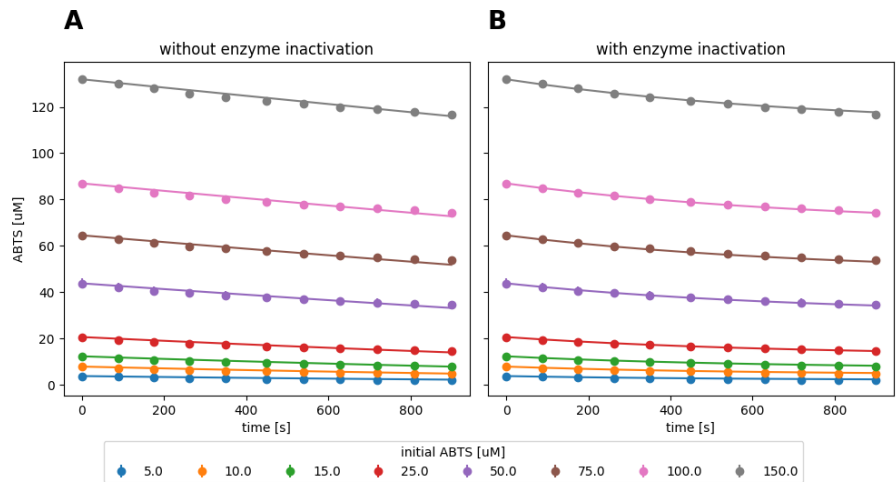 A B
without enzyme inactivation with enzyme inactivation
ABTS [uM]
120
100
80
60
40
20
0
0 200 400 600 800 0 200 400 600 800
time [s] time [s]
initial ABTS [uM]
5.0 10.0 15.0 25.0 50.0 75.0 100.0 150.0